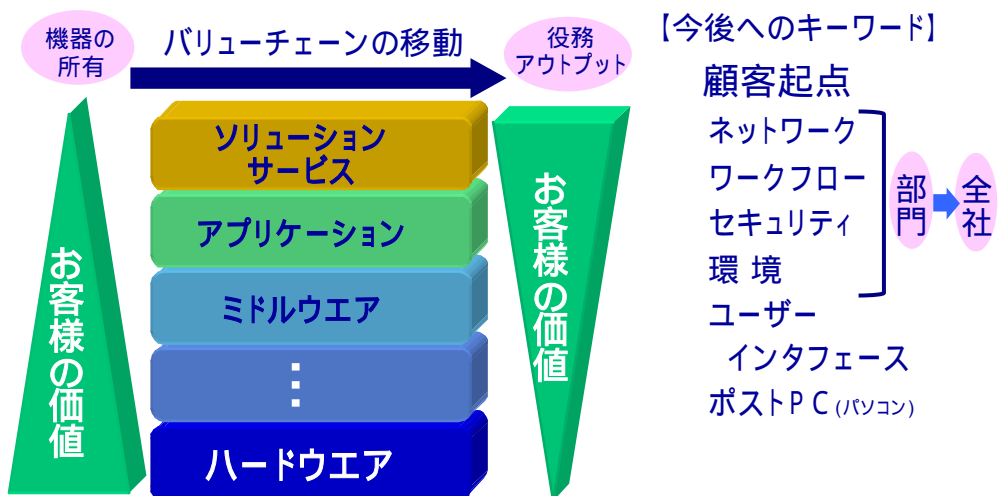 機器の
所有
バリューチェーンの移動
役務
アウトプット
お客様の価値
ソリューション
サービス
アプリケーション
ミドルウエア
⋮
ハードウエア
お客様の価値
【今後へのキーワード】
顧客起点
ネットワーク
ワークフロー
セキュリティ
環 境
部門
全社
ユーザー
インタフェース
ポストPC(パソコン)